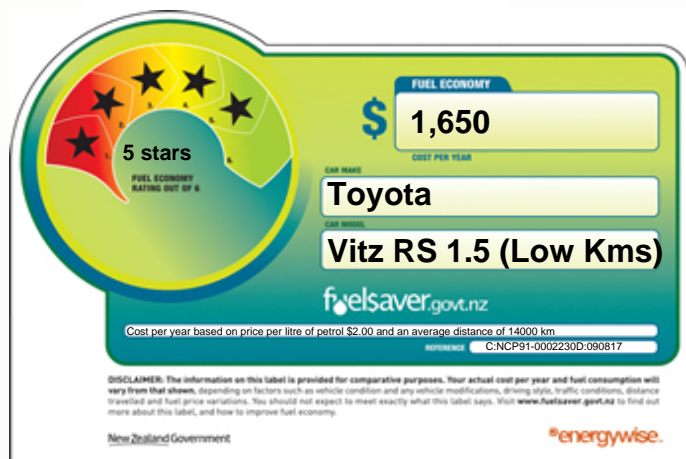 FUEL ECONOMY
$ 1,650
COST PER YEAR
1. 2. 3. 4. 5. 6.
5 stars
FUEL ECONOMY
RATING OUT OF 6
CAR MAKE
Toyota
CAR MODEL
Vitz RS 1.5 (Low Kms)
fuelsaver.govt.nz
Cost per year based on price per litre of petrol $2.00 and an average distance of 14000 km
REFERENCE C:NCP91-0002230D:090817
DISCLAIMER: The information on this label is provided for comparative purposes. Your actual cost per year and fuel consumption will
vary from that shown, depending on factors such as vehicle condition and any vehicle modifications, driving style, traffic conditions, distance
travelled and fuel price variations. You should not expect to meet exactly what this label says. Visit www.fuelsaver.govt.nz to find out
more about this label, and how to improve fuel economy.
New Zealand Government
energywise.